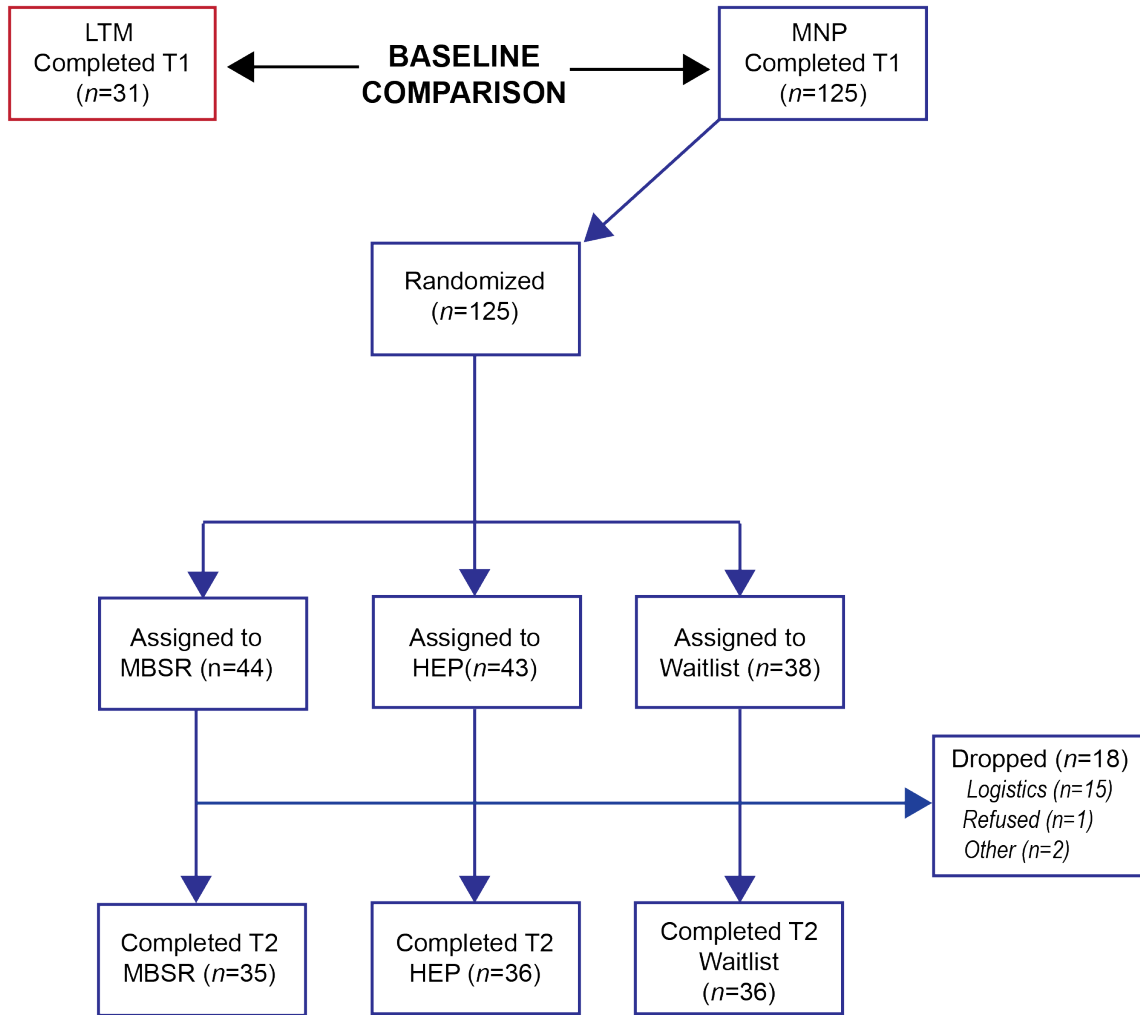 LTM
Completed T1
(n=31)
BASELINE
COMPARISON
MNP
Completed T1
(n=125)
Randomized
(n=125)
Assigned to
MBSR (n=44)
Assigned to
HEP(n=43)
Assigned to
Waitlist (n=38)
Dropped (n=18)
Logistics (n=15)
Refused (n=1)
Other (n=2)
Completed T2
MBSR (n=35)
Completed T2
HEP (n=36)
Completed T2
Waitlist
(n=36)